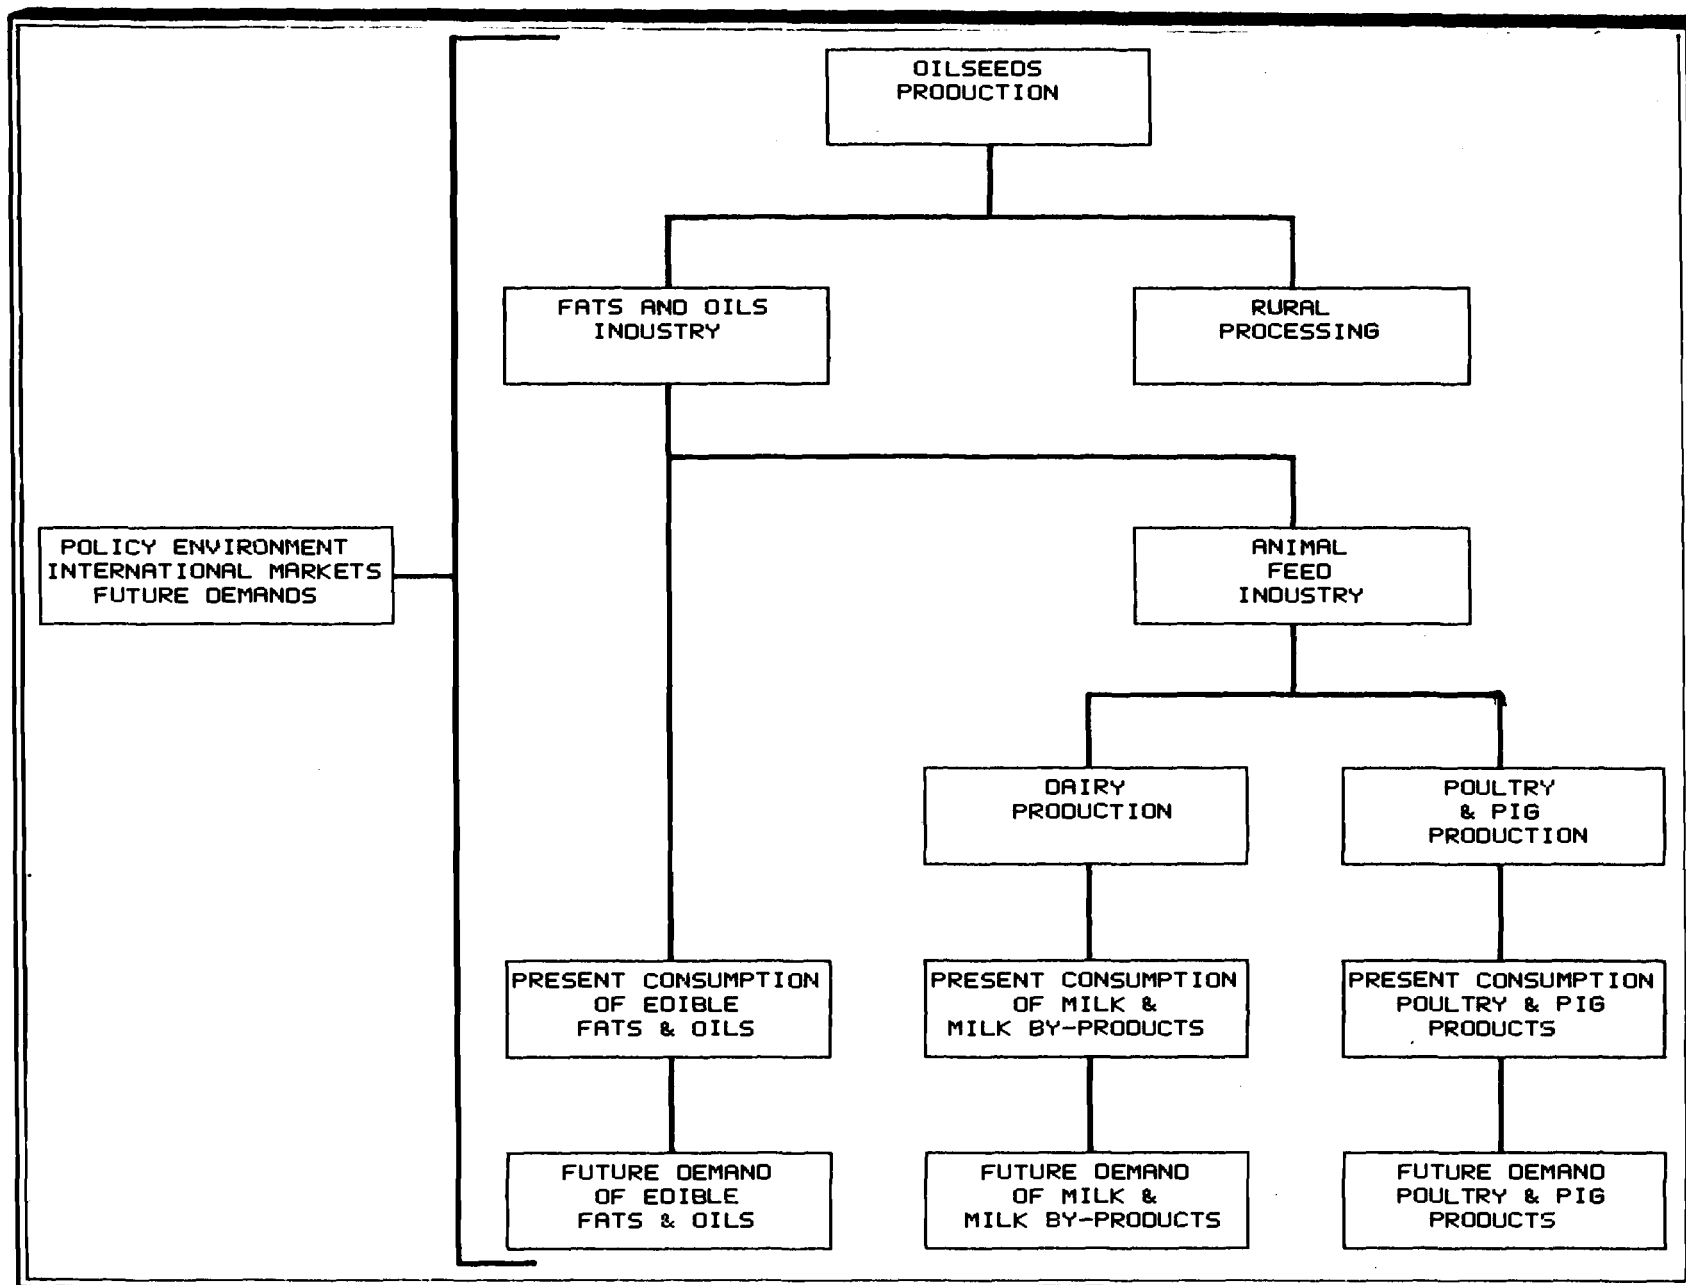 OILSEEDS
PRODUCTION
FATS AND OILS
INDUSTRY
RURAL
PROCESSING
POLICY ENVIRONMENT
INTERNATIONAL MARKETS
FUTURE DEMANDS
ANIMAL
FEED
INDUSTRY
DAIRY
PRODUCTION
POULTRY
& PIG
PRODUCTION
PRESENT CONSUMPTION
OF EDIBLE
FATS & OILS
PRESENT CONSUMPTION
OF MILK &
MILK BY-PRODUCTS
PRESENT CONSUMPTION
POULTRY & PIG
PRODUCTS
FUTURE DEMAND
OF EDIBLE
FATS & OILS
FUTURE DEMAND
OF MILK &
MILK BY-PRODUCTS
FUTURE DEMAND
POULTRY & PIG
PRODUCTS